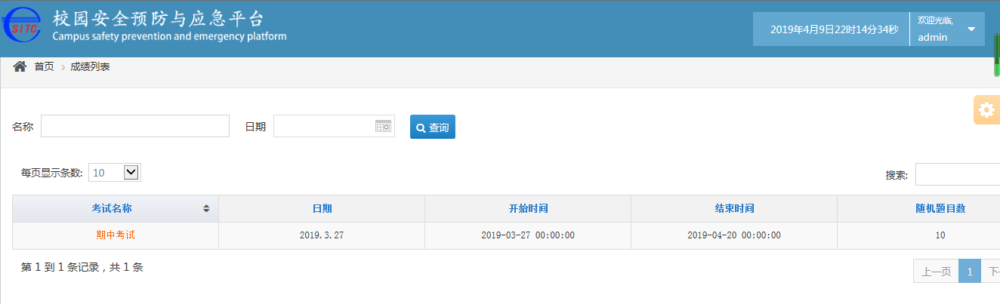 SITC
校园安全预防与应急平台
Campus safety prevention and emergency platform
2019年4月9日22时14分34秒
欢迎光临,
admin
首页 > 成绩列表
名称
日期
查询
每页显示条数: 10
搜索:
考试名称 日期 开始时间 结束时间 随机题目数
期中考试 2019.3.27 2019-03-27 00:00:00 2019-04-20 00:00:00 10
第 1 到 1 条记录，共 1 条
上一页 1 下